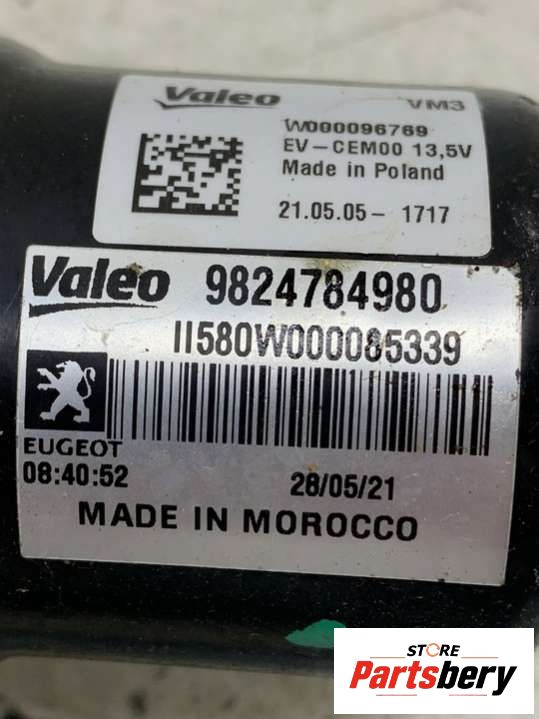 Valeo VM3
W000096769
EV-CEM00 13,5V
Made in Poland
21.05.05- 1717
Valeo 9824784980
II580W000085339
EUGEOT
08:40:52 28/05/21
MADE IN MOROCCO
STORE
Partsbery